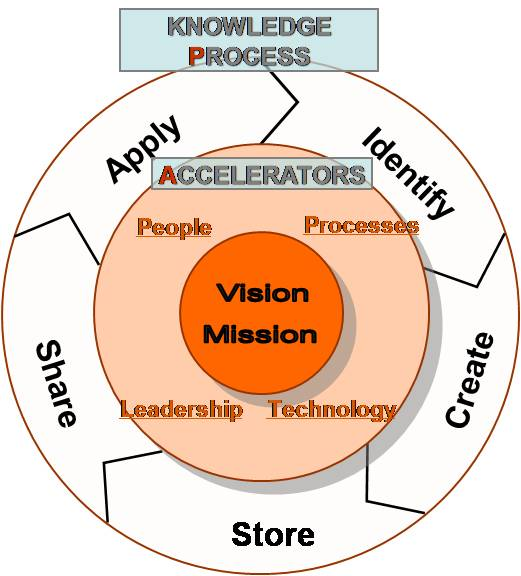 KNOWLEDGE
PROCESS
Apply
Identify
ACCELERATORS
People
Processes
Vision
Mission
Share
Create
Leadership
Technology
Store